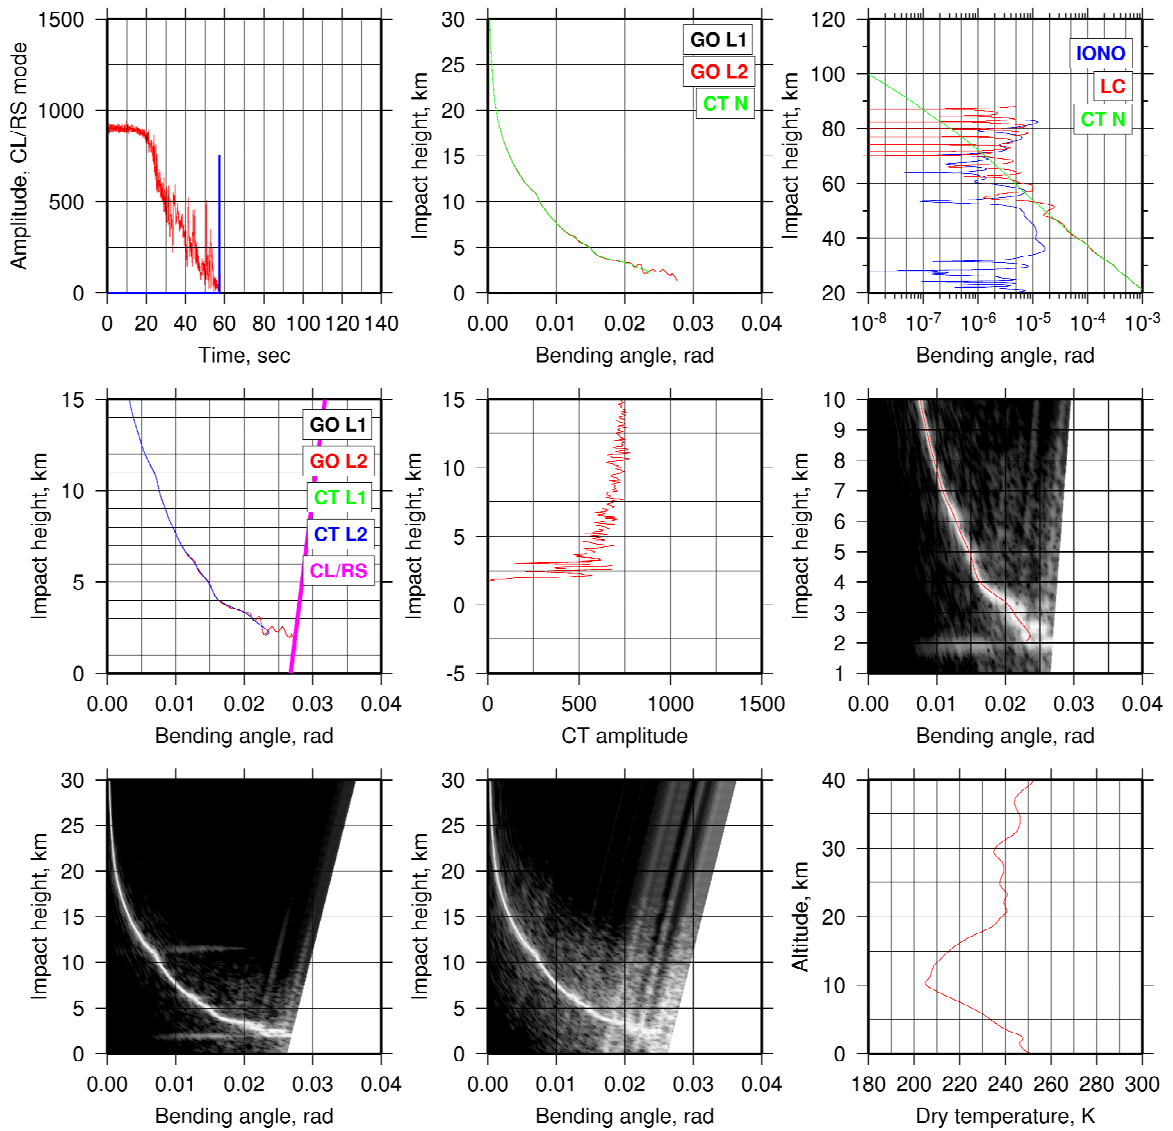 1500
1000
500
0
Amplitude, CL/RS mode
0 20 40 60 80 100 120 140
Time, sec
30
25
20
15
10
5
0
Impact height, km
GO L1
GO L2
CT N
0.00 0.01 0.02 0.03 0.04
Bending angle, rad
120
100
80
60
40
20
Impact height, km
IONO
LC
CT N
10-8 10-7 10-6 10-5 10-4 10-3
Bending angle, rad
15
10
5
0
Impact height, km
GO L1
GO L2
CT L1
CT L2
CL/RS
0.00 0.01 0.02 0.03 0.04
Bending angle, rad
15
10
5
0
-5
Impact height, km
0 500 1000 1500
CT amplitude
10
9
8
7
6
5
4
3
2
1
Impact height, km
0.00 0.01 0.02 0.03 0.04
Bending angle, rad
30
25
20
15
10
5
0
Impact height, km
0.00 0.01 0.02 0.03 0.04
Bending angle, rad
30
25
20
15
10
5
0
Impact height, km
0.00 0.01 0.02 0.03 0.04
Bending angle, rad
40
30
20
10
0
Altitude, km
180 200 220 240 260 280 300
Dry temperature, K